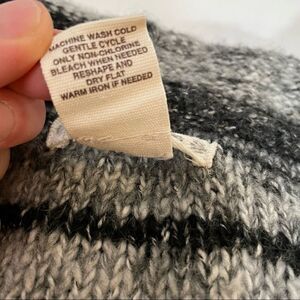 MACHINE WASH COLD
GENTLE CYCLE
ONLY NON-CHLORINE
BLEACH WHEN NEEDED
RESHAPE AND
DRY FLAT
WARM IRON IF NEEDED